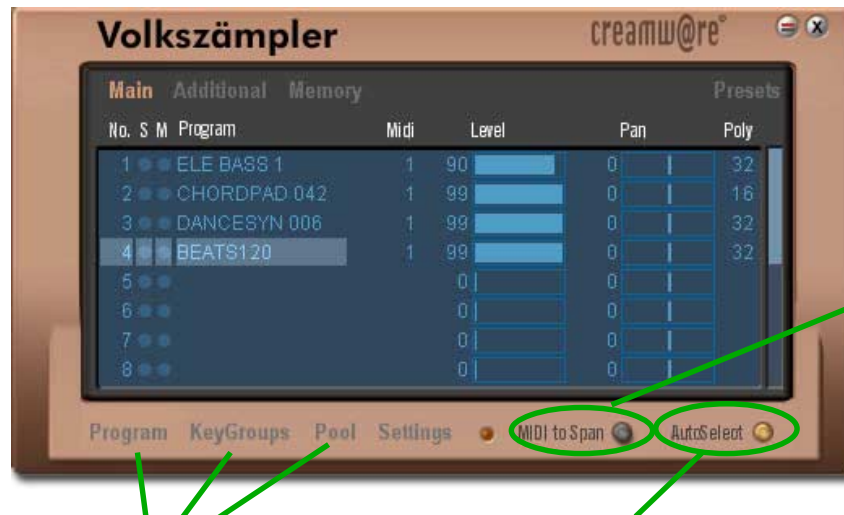 Volkszämpler creamw@re®
Main Additional Memory Presets
No. S M Program Midi Level Pan Poly
1 ELE BASS 1 1 90 0 32
2 CHORDPAD 042 1 99 0 16
3 DANCESYN 006 1 99 0 32
4 BEATS120 1 99 0 32
5 0 0
6 0 0
7 0 0
8 0 0
Program KeyGroups Pool Settings MIDI to Span AutoSelect